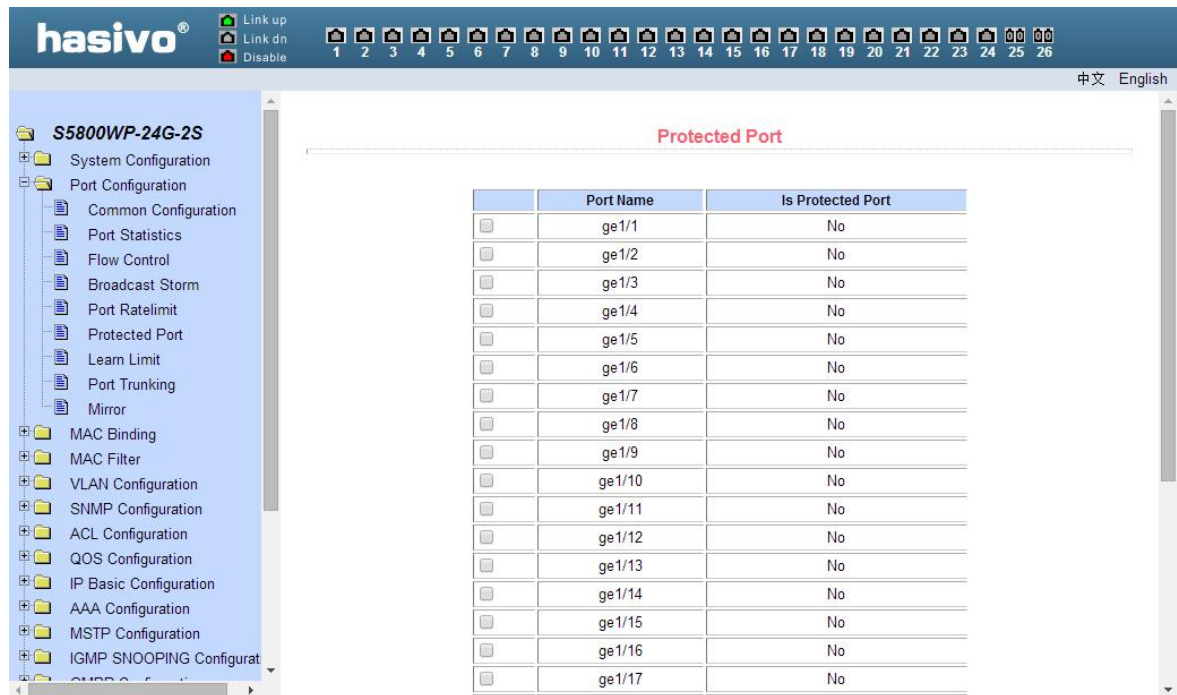 hasivo®
Link up
Link dn
Disable
1 2 3 4 5 6 7 8 9 10 11 12 13 14 15 16 17 18 19 20 21 22 23 24 25 26
中文 English
S5800WP-24G-2S
System Configuration
Port Configuration
Common Configuration
Port Statistics
Flow Control
Broadcast Storm
Port Ratelimit
Protected Port
Learn Limit
Port Trunking
Mirror
MAC Binding
MAC Filter
VLAN Configuration
SNMP Configuration
ACL Configuration
QOS Configuration
IP Basic Configuration
AAA Configuration
MSTP Configuration
IGMP SNOOPING Configurat
Protected Port
Port Name Is Protected Port
ge1/1 No
ge1/2 No
ge1/3 No
ge1/4 No
ge1/5 No
ge1/6 No
ge1/7 No
ge1/8 No
ge1/9 No
ge1/10 No
ge1/11 No
ge1/12 No
ge1/13 No
ge1/14 No
ge1/15 No
ge1/16 No
ge1/17 No